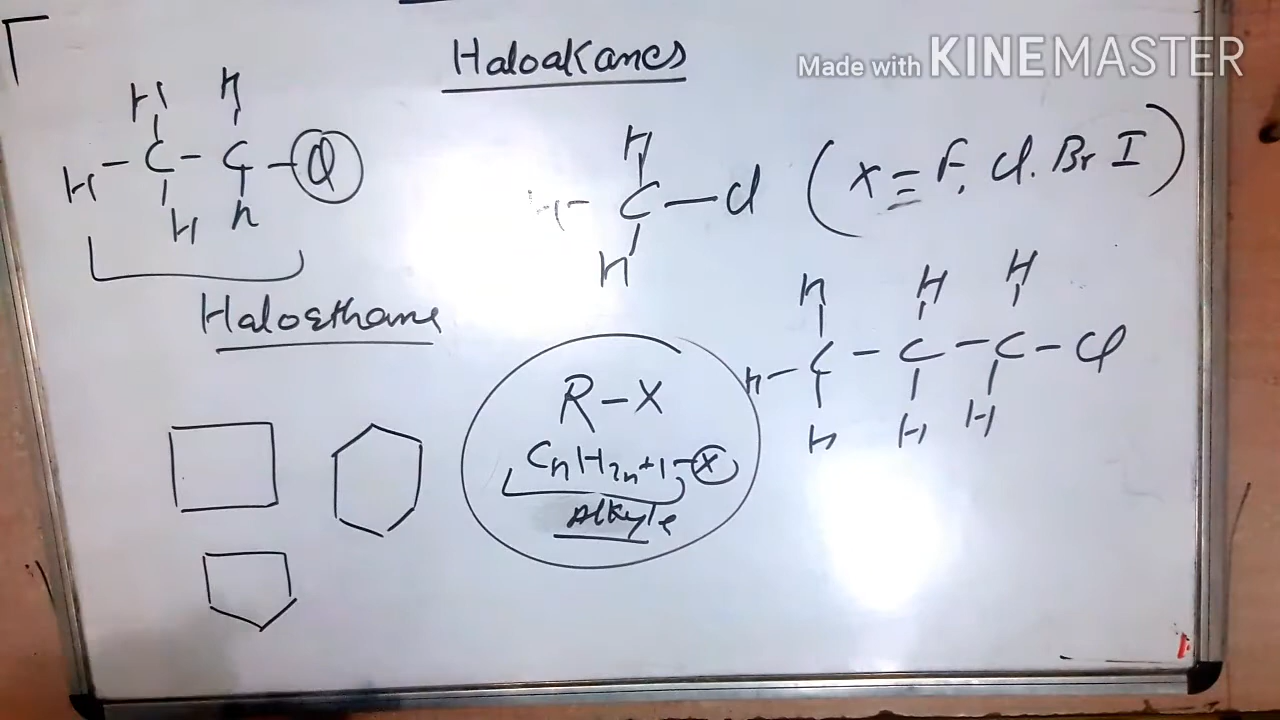 Haloalkanes
Made with KINEMASTER
H H
H - C - C - Cl
H H
Haloethane
H
H - C - Cl
H
(X = F, Cl. Br I)
H H H
H - C - C - C - Cl
H H H
R - X
CnH2n+1 - X
Alkyle